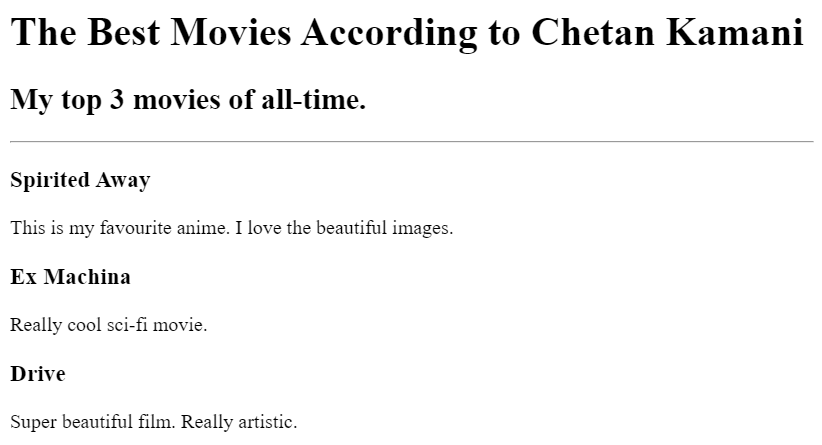 The Best Movies According to Chetan Kamani
My top 3 movies of all-time.
Spirited Away
This is my favourite anime. I love the beautiful images.
Ex Machina
Really cool sci-fi movie.
Drive
Super beautiful film. Really artistic.